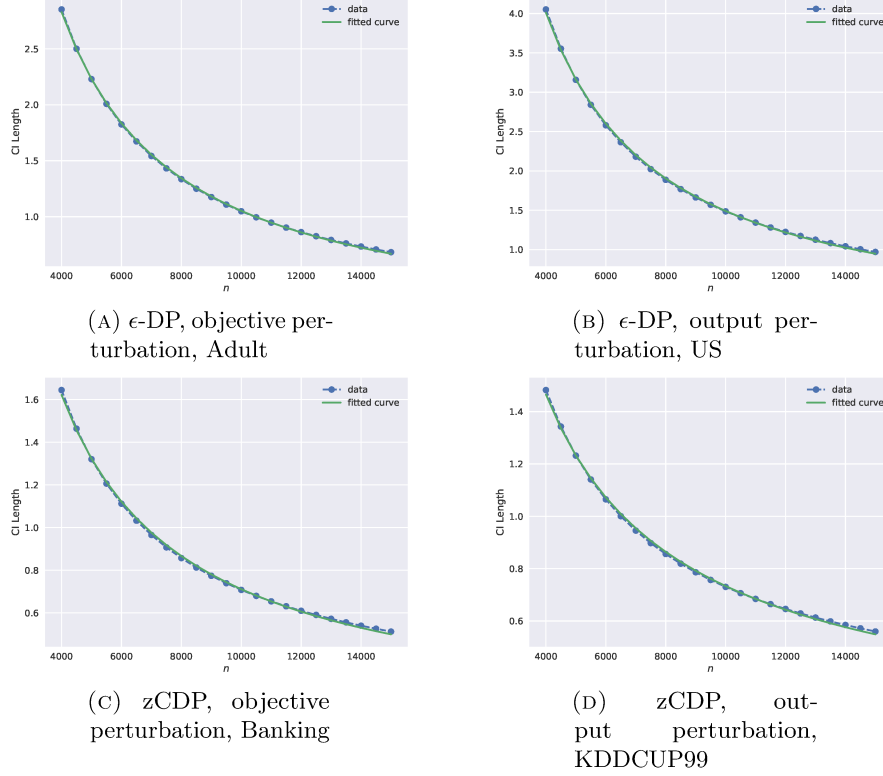 data
fitted curve
2.5
2.0
1.5
1.0
CI Length
4000 6000 8000 10000 12000 14000
n
(A) ϵ-DP, objective per-
turbation, Adult
data
fitted curve
4.0
3.5
3.0
2.5
2.0
1.5
1.0
CI Length
4000 6000 8000 10000 12000 14000
n
(B) ϵ-DP, output per-
turbation, US
data
fitted curve
1.6
1.4
1.2
1.0
0.8
0.6
CI Length
4000 6000 8000 10000 12000 14000
n
(C) zCDP, objective
perturbation, Banking
data
fitted curve
1.4
1.2
1.0
0.8
0.6
CI Length
4000 6000 8000 10000 12000 14000
n
(D) zCDP, out-
put perturbation,
KDDCUP99